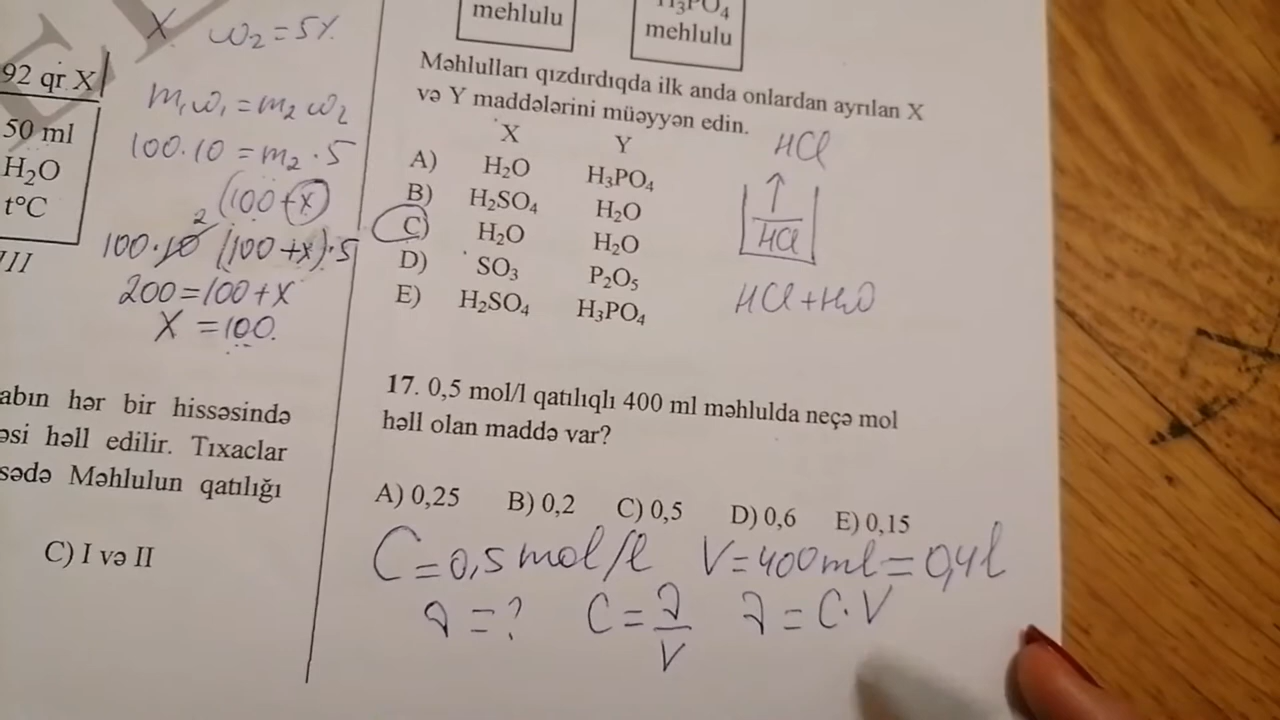 X ω₂=5%
92 qr X
m₁ω₁=m₂ω₂
50 ml
H₂O
t°C
100·10=m₂·5
(100+x)
100·10 2 (100+x)·5
III
200=100+x
X=100.
abın hər bir hissəsində
əsi həll edilir. Tıxaclar
sədə Məhlulun qatılığı
C) I və II
mehlulu
H₃PO₄
mehlulu
Məhlulları qızdırdıqda ilk anda onlardan ayrılan X
və Y maddələrini müəyyən edin.
X Y
A) H₂O H₃PO₄
B) H₂SO₄ H₂O
C) H₂O H₂O
D) SO₃ P₂O₅
E) H₂SO₄ H₃PO₄
HCl
HCl
HCl+H₂O
17. 0,5 mol/l qatılıqlı 400 ml məhlulda neçə mol
həll olan maddə var?
A) 0,25 B) 0,2 C) 0,5 D) 0,6 E) 0,15
C=0,5mol/l V=400ml=0,4l
ν=? C=ν/V ν=C·V